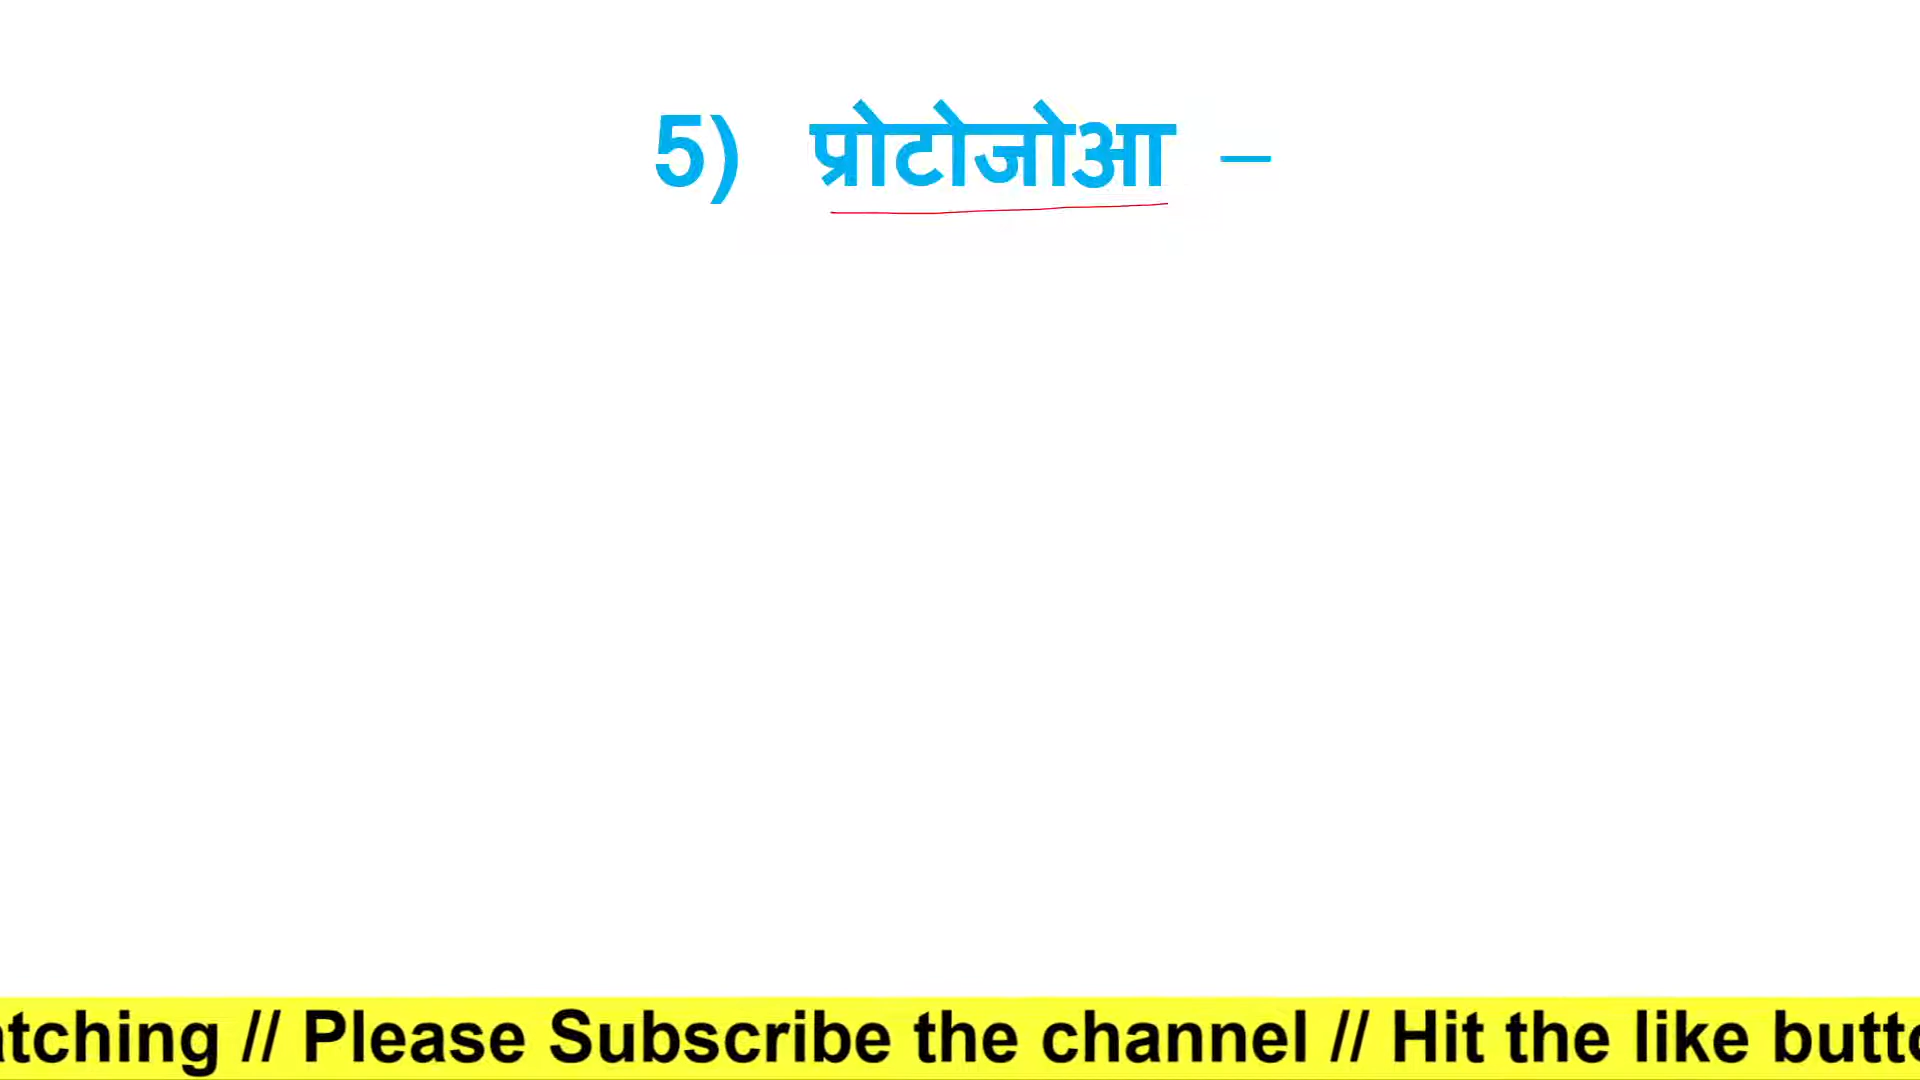 5) प्रोटोजोआ –
tching // Please Subscribe the channel // Hit the like butt